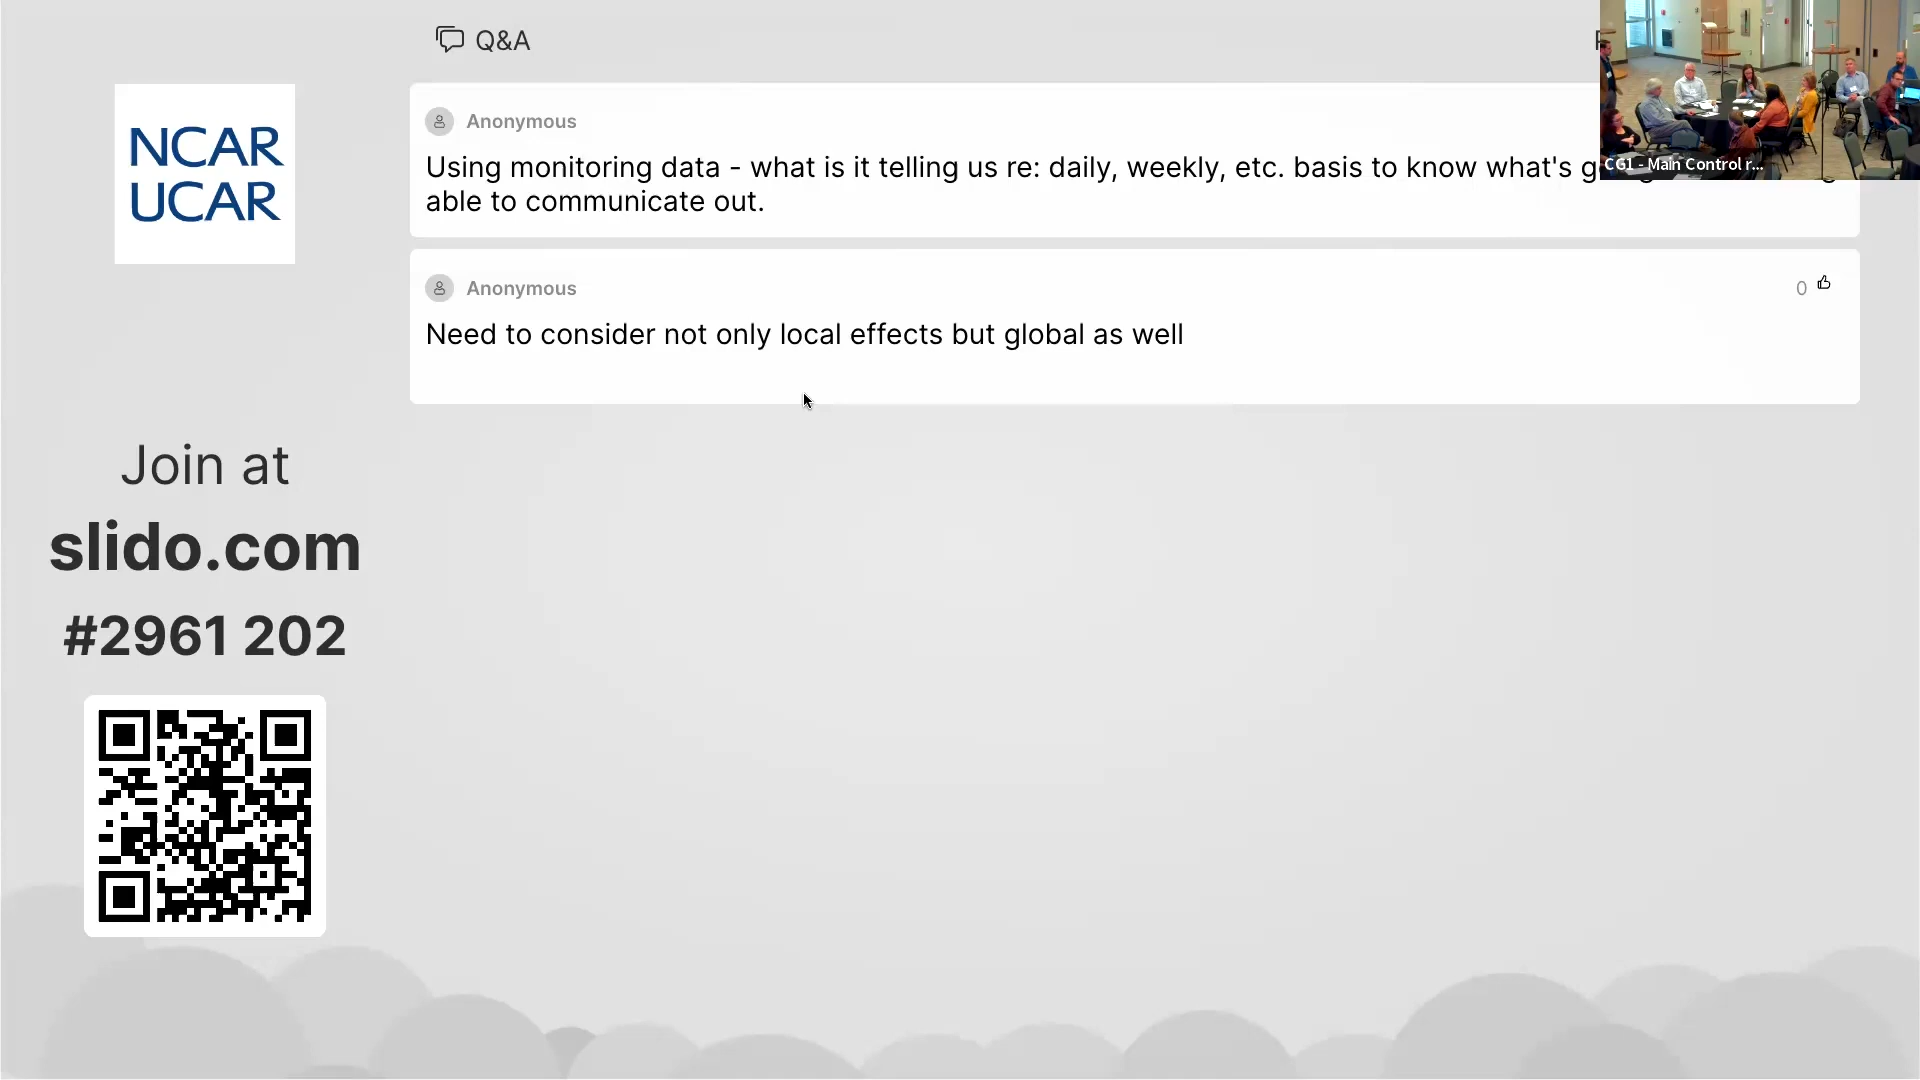 Q&A
NCAR
UCAR
Anonymous
Using monitoring data - what is it telling us re: daily, weekly, etc. basis to know what's
able to communicate out.
Anonymous
0
Need to consider not only local effects but global as well
Join at
slido.com
#2961 202
CG1 - Main Control r...